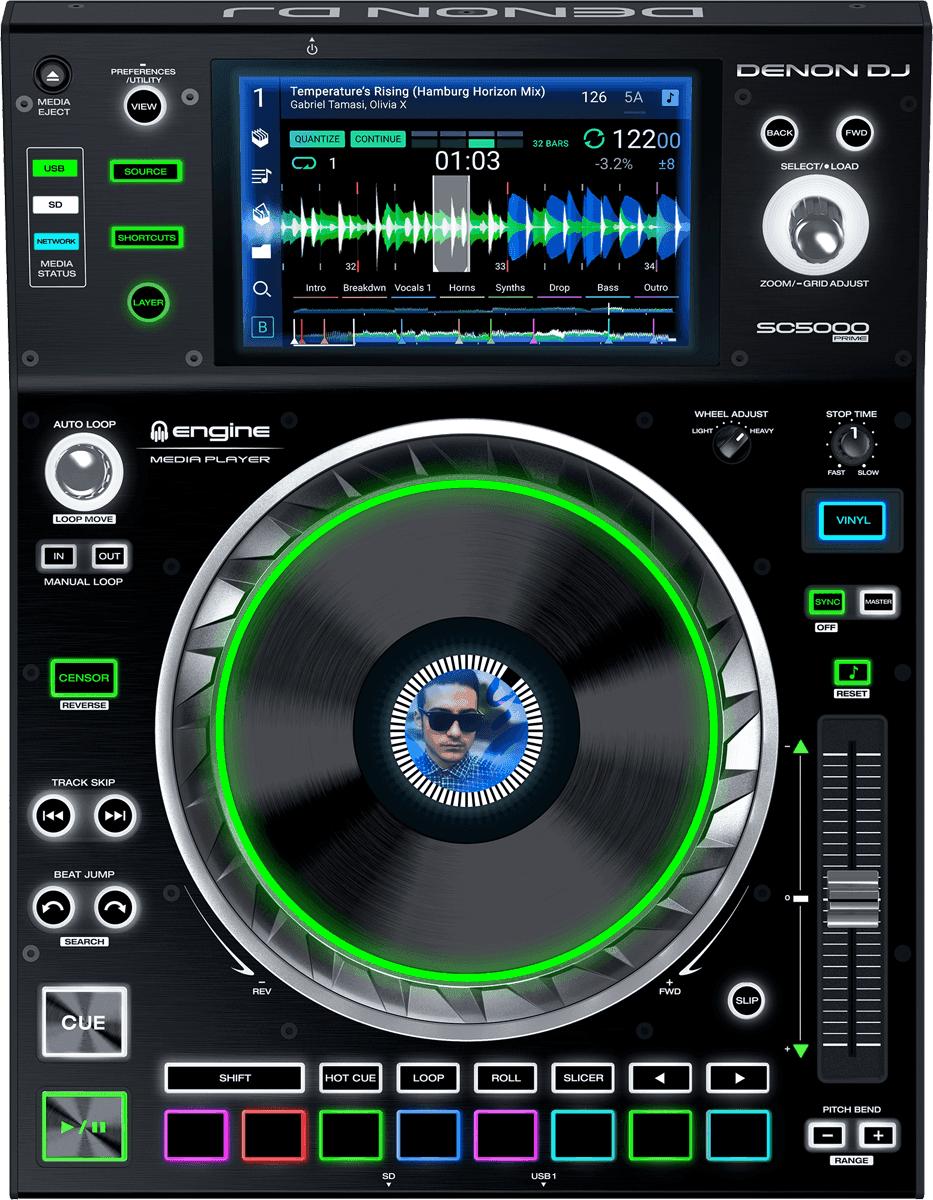 DENON DJ
MEDIA
EJECT
PREFERENCES
/UTILITY
VIEW
USB
SD
NETWORK
MEDIA
STATUS
SOURCE
SHORTCUTS
LAYER
1
Temperature's Rising (Hamburg Horizon Mix)
Gabriel Tamasi, Olivia X
126
5A
QUANTIZE
CONTINUE
32 BARS
12200
1
01:03
-3.2%
±8
32
33
34
Intro
Breakdwn
Vocals 1
Horns
Synths
Drop
Bass
Outro
B
DENON DJ
BACK
FWD
SELECT/•LOAD
ZOOM/−GRID ADJUST
SC5000
PRIME
AUTO LOOP
LOOP MOVE
IN
OUT
MANUAL LOOP
engine
MEDIA PLAYER
WHEEL ADJUST
LIGHT
HEAVY
STOP TIME
1
FAST
SLOW
VINYL
SYNC
MASTER
OFF
RESET
CENSOR
REVERSE
TRACK SKIP
BEAT JUMP
SEARCH
−
REV
+
FWD
−
0
+
SLIP
CUE
SHIFT
HOT CUE
LOOP
ROLL
SLICER
SD
USB 1
PITCH BEND
−
+
RANGE